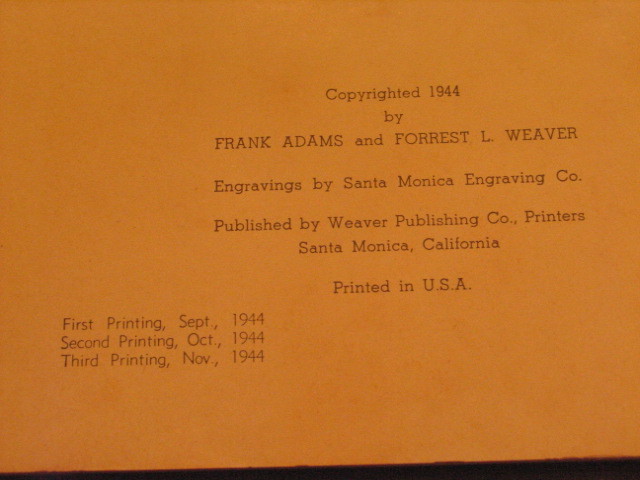 Copyrighted 1944
by
FRANK ADAMS and FORREST L. WEAVER
Engravings by Santa Monica Engraving Co.
Published by Weaver Publishing Co., Printers
Santa Monica, California
Printed in U.S.A.
First Printing, Sept., 1944
Second Printing, Oct., 1944
Third Printing, Nov., 1944